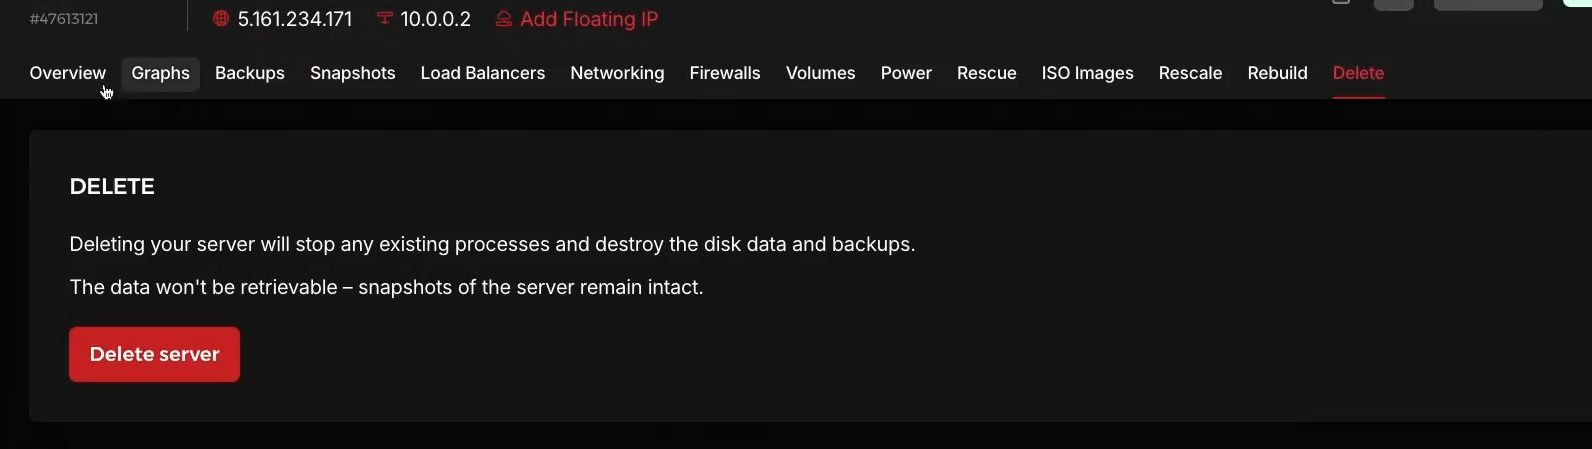 #47613121 5.161.234.171 10.0.0.2 Add Floating IP
Overview Graphs Backups Snapshots Load Balancers Networking Firewalls Volumes Power Rescue ISO Images Rescale Rebuild Delete
DELETE
Deleting your server will stop any existing processes and destroy the disk data and backups.
The data won't be retrievable – snapshots of the server remain intact.
Delete server